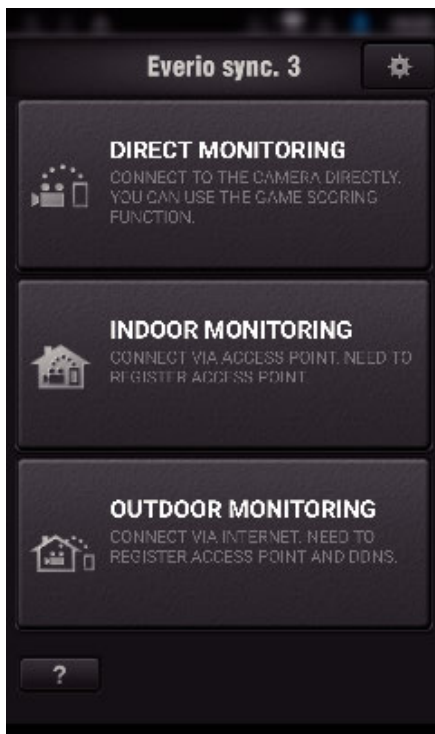 Everio sync. 3
DIRECT MONITORING
CONNECT TO THE CAMERA DIRECTLY.
YOU CAN USE THE GAME SCORING
FUNCTION.
INDOOR MONITORING
CONNECT VIA ACCESS POINT. NEED TO
REGISTER ACCESS POINT.
OUTDOOR MONITORING
CONNECT VIA INTERNET. NEED TO
REGISTER ACCESS POINT AND DDNS.
?